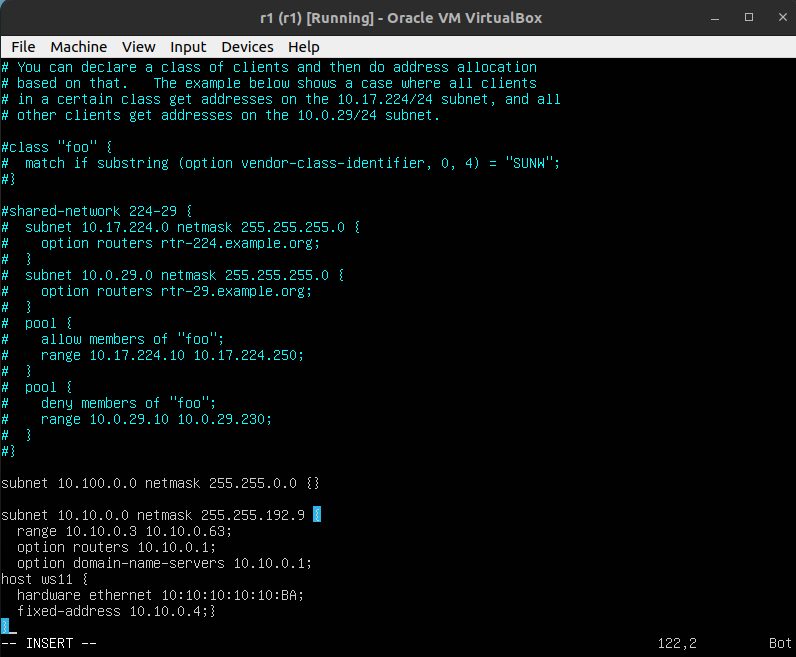 r1 (r1) [Running] - Oracle VM VirtualBox
File Machine View Input Devices Help
# You can declare a class of clients and then do address allocation
# based on that.   The example below shows a case where all clients
# in a certain class get addresses on the 10.17.224/24 subnet, and all
# other clients get addresses on the 10.0.29/24 subnet.
#class "foo" {
#  match if substring (option vendor-class-identifier, 0, 4) = "SUNW";
#}
#shared-network 224-29 {
#  subnet 10.17.224.0 netmask 255.255.255.0 {
#    option routers rtr-224.example.org;
#  }
#  subnet 10.0.29.0 netmask 255.255.255.0 {
#    option routers rtr-29.example.org;
#  }
#  pool {
#    allow members of "foo";
#    range 10.17.224.10 10.17.224.250;
#  }
#  pool {
#    deny members of "foo";
#    range 10.0.29.10 10.0.29.230;
#  }
#}
subnet 10.100.0.0 netmask 255.255.0.0 {}
subnet 10.10.0.0 netmask 255.255.192.9 {
  range 10.10.0.3 10.10.0.63;
  option routers 10.10.0.1;
  option domain-name-servers 10.10.0.1;
host ws11 {
  hardware ethernet 10:10:10:10:10:BA;
  fixed-address 10.10.0.4;}
}
-- INSERT -- 122,2 Bot